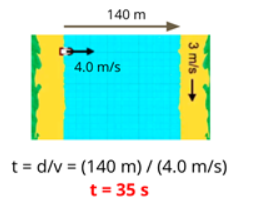 140 m
4.0 m/s
3 m/s
t = d/v = (140 m) / (4.0 m/s)
t = 35 s